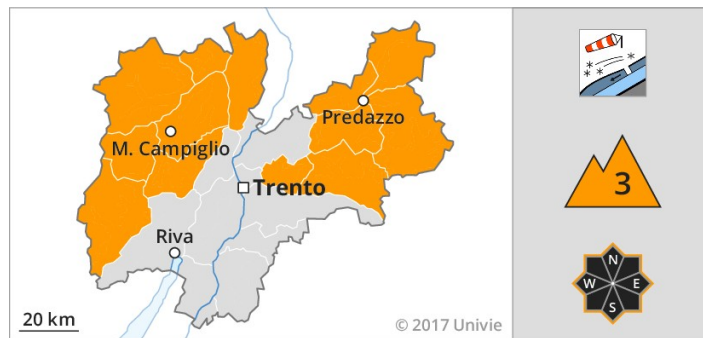 M. Campiglio
Predazzo
Trento
Riva
20 km
© 2017 Univie
3
N
W E
S